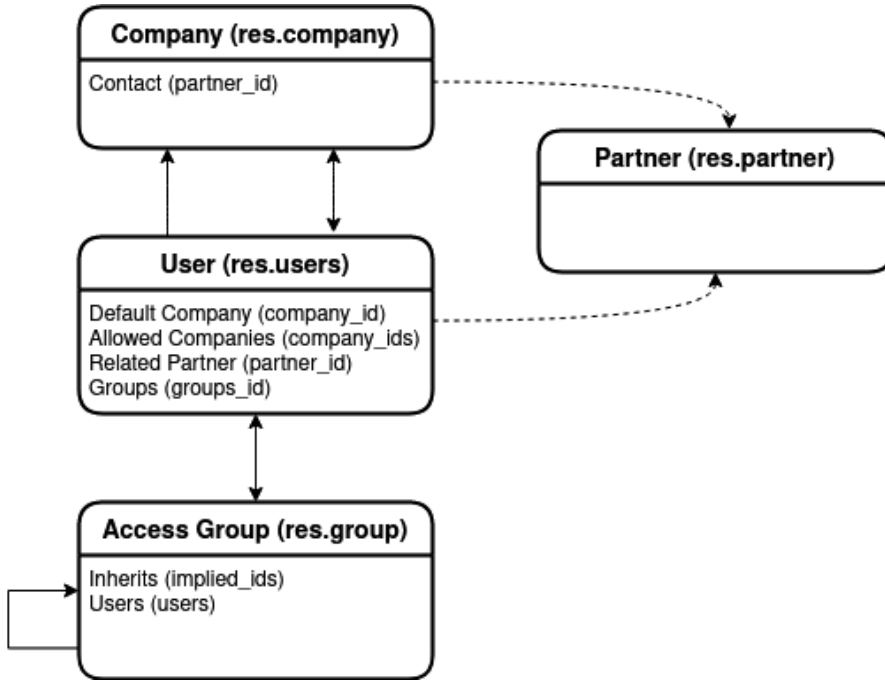 Company (res.company)
Contact (partner_id)
Partner (res.partner)
User (res.users)
Default Company (company_id)
Allowed Companies (company_ids)
Related Partner (partner_id)
Groups (groups_id)
Access Group (res.group)
Inherits (implied_ids)
Users (users)